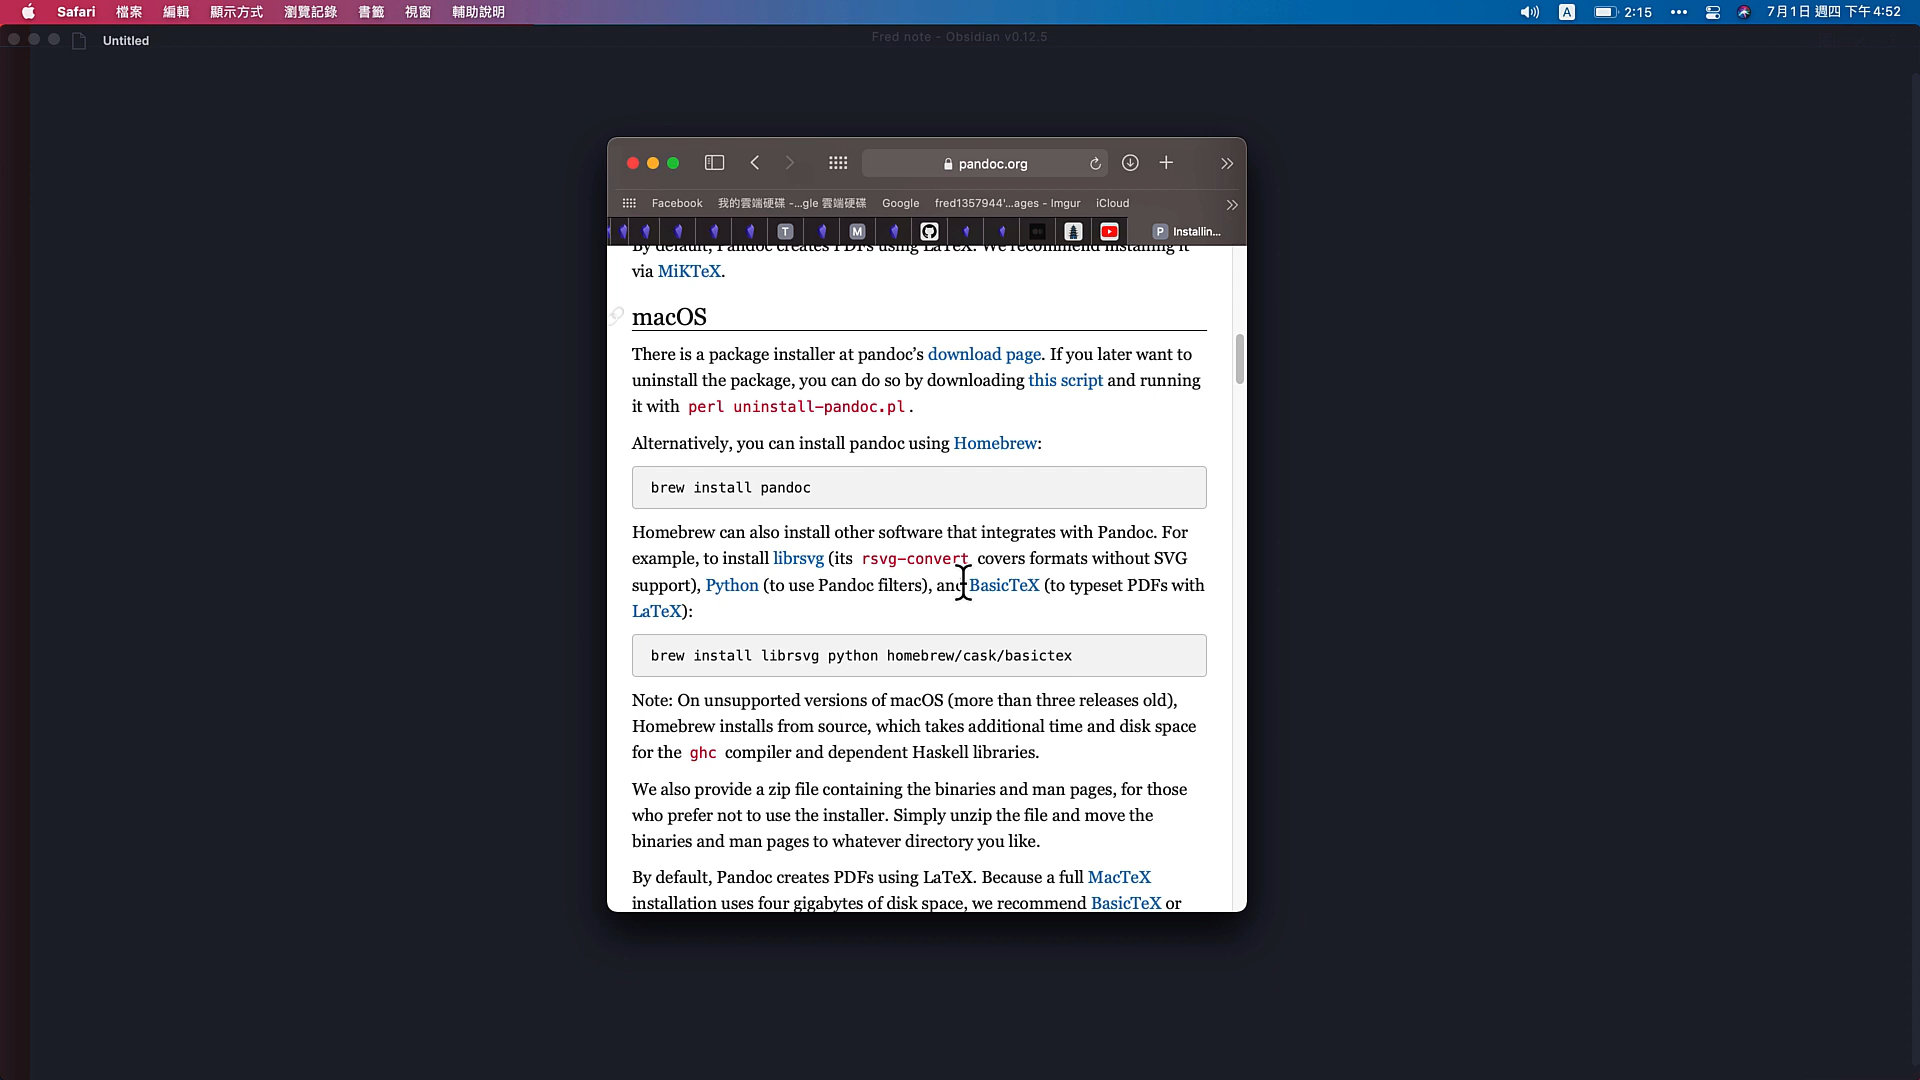 Safari 檔案 編輯 顯示方式 瀏覽記錄 書籤 視窗 輔助說明 A 2:15 7月1日 週四 下午4:52
Untitled Fred note - Obsidian v0.12.5
pandoc.org
Facebook 我的雲端硬碟 -...gle 雲端硬碟 Google fred1357944'...ages - Imgur iCloud
T M P Installin...
By default, Pandoc creates PDFs using LaTeX. We recommend installing it
via MiKTeX.
macOS
There is a package installer at pandoc’s download page. If you later want to
uninstall the package, you can do so by downloading this script and running
it with perl uninstall-pandoc.pl.
Alternatively, you can install pandoc using Homebrew:
brew install pandoc
Homebrew can also install other software that integrates with Pandoc. For
example, to install librsvg (its rsvg-convert covers formats without SVG
support), Python (to use Pandoc filters), and BasicTeX (to typeset PDFs with
LaTeX):
brew install librsvg python homebrew/cask/basictex
Note: On unsupported versions of macOS (more than three releases old),
Homebrew installs from source, which takes additional time and disk space
for the ghc compiler and dependent Haskell libraries.
We also provide a zip file containing the binaries and man pages, for those
who prefer not to use the installer. Simply unzip the file and move the
binaries and man pages to whatever directory you like.
By default, Pandoc creates PDFs using LaTeX. Because a full MacTeX
installation uses four gigabytes of disk space, we recommend BasicTeX or